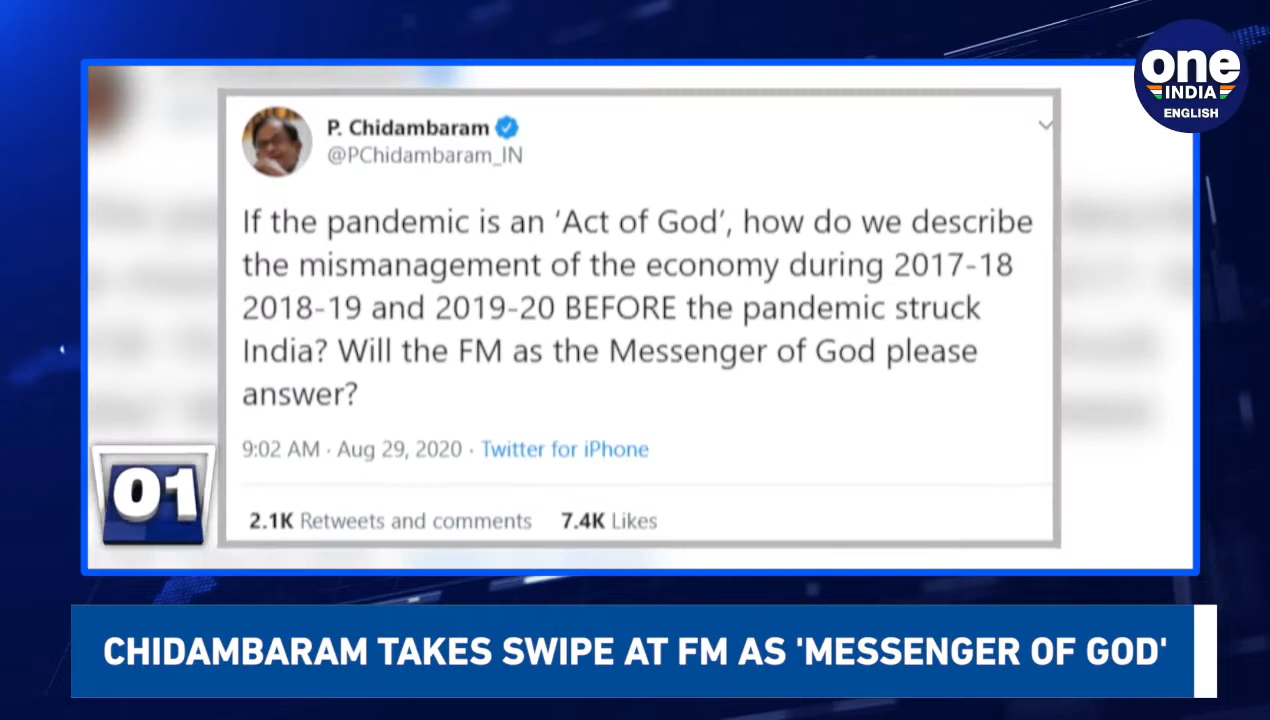 one
INDIA
ENGLISH
P. Chidambaram
@PChidambaram_IN
If the pandemic is an ‘Act of God’, how do we describe
the mismanagement of the economy during 2017-18
2018-19 and 2019-20 BEFORE the pandemic struck
India? Will the FM as the Messenger of God please
answer?
9:02 AM · Aug 29, 2020 · Twitter for iPhone
2.1K Retweets and comments 7.4K Likes
01
CHIDAMBARAM TAKES SWIPE AT FM AS 'MESSENGER OF GOD'